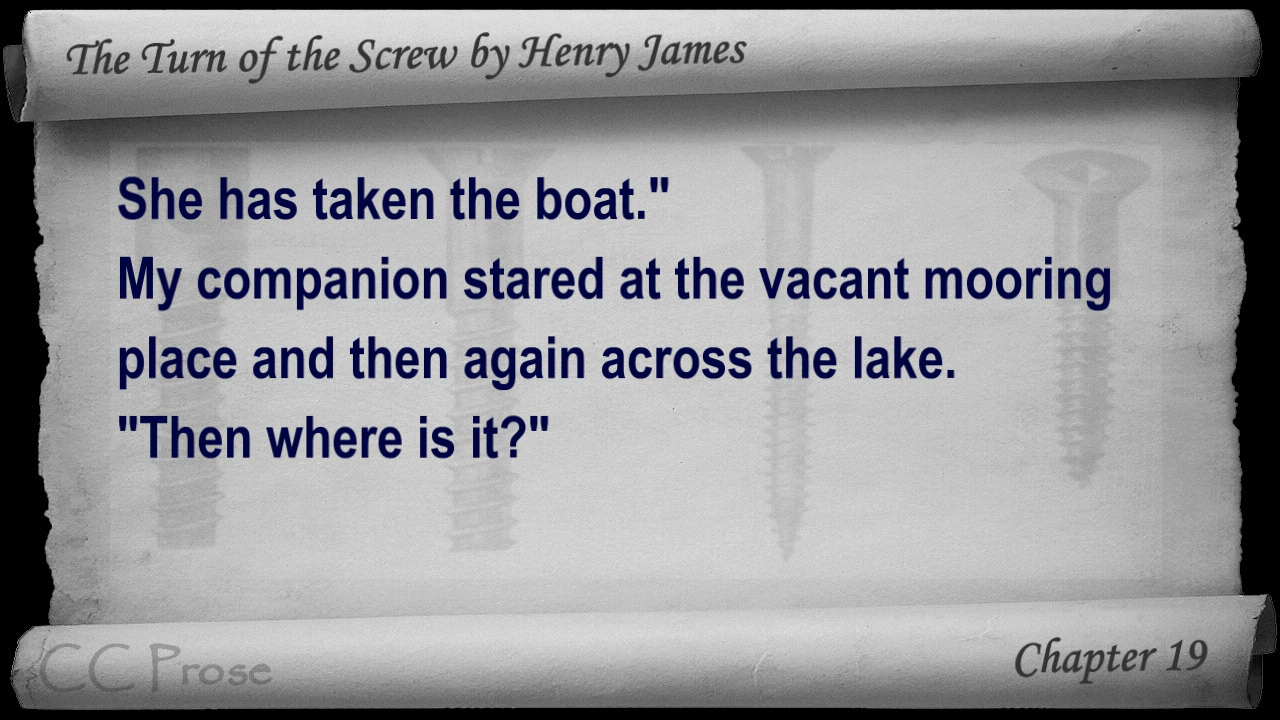 The Turn of the Screw by Henry James
She has taken the boat."
My companion stared at the vacant mooring
place and then again across the lake.
"Then where is it?"
CC Prose
Chapter 19